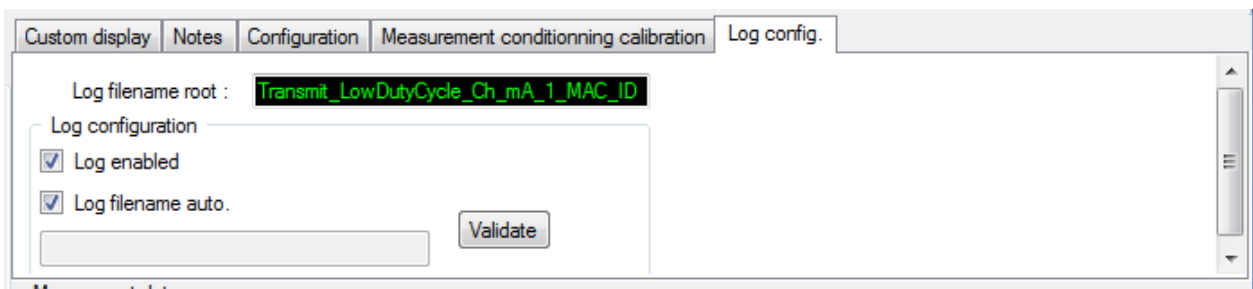 Custom display Notes Configuration Measurement conditionning calibration Log config.
Log filename root : Transmit_LowDutyCycle_Ch_mA_1_MAC_ID
Log configuration
Log enabled
Log filename auto.
Validate